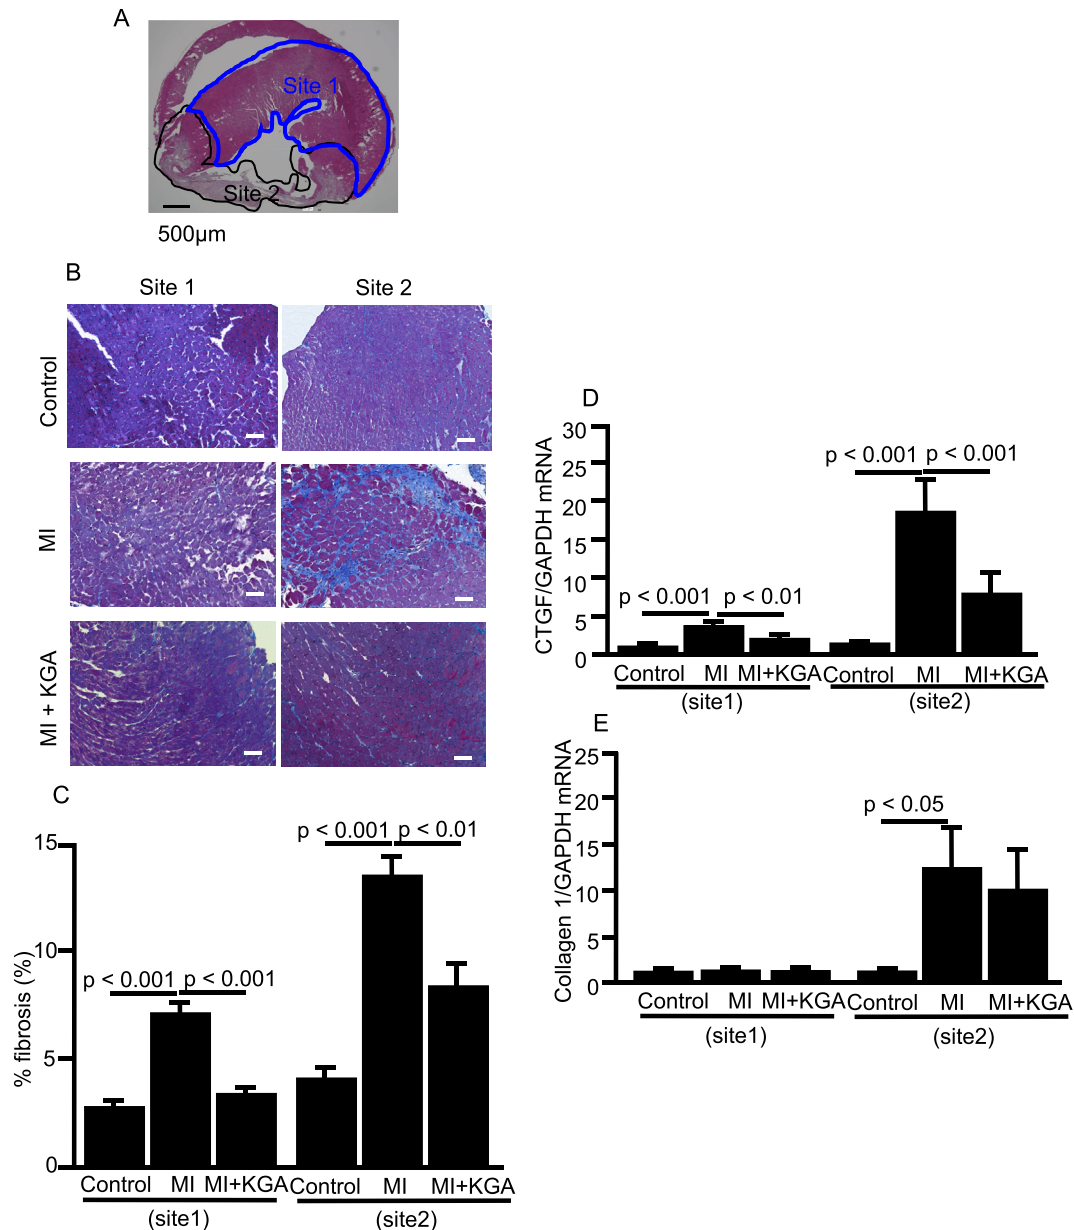 A
Site 1
Site 2
500µm
B
Site 1
Site 2
Control
MI
MI + KGA
C
% fibrosis (%)
15
10
5
0
p < 0.001
p < 0.001
p < 0.001
p < 0.01
Control MI MI+KGA Control MI MI+KGA
(site1)
(site2)
D
CTGF/GAPDH mRNA
30
25
20
15
10
5
0
p < 0.001
p < 0.01
p < 0.001
p < 0.001
Control MI MI+KGA Control MI MI+KGA
(site1)
(site2)
E
Collagen 1/GAPDH mRNA
25
20
15
10
5
0
p < 0.05
Control MI MI+KGA Control MI MI+KGA
(site1)
(site2)